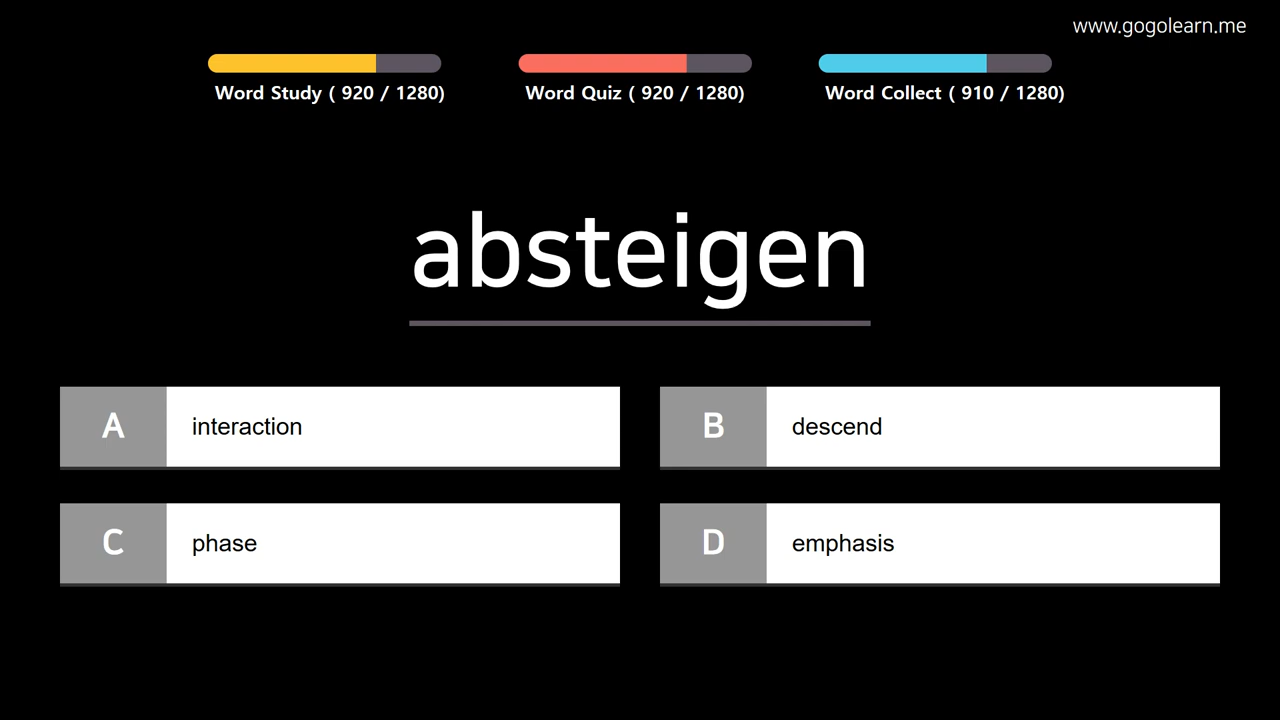 www.gogolearn.me
Word Study ( 920 / 1280)
Word Quiz ( 920 / 1280)
Word Collect ( 910 / 1280)
absteigen
A interaction
B descend
C phase
D emphasis